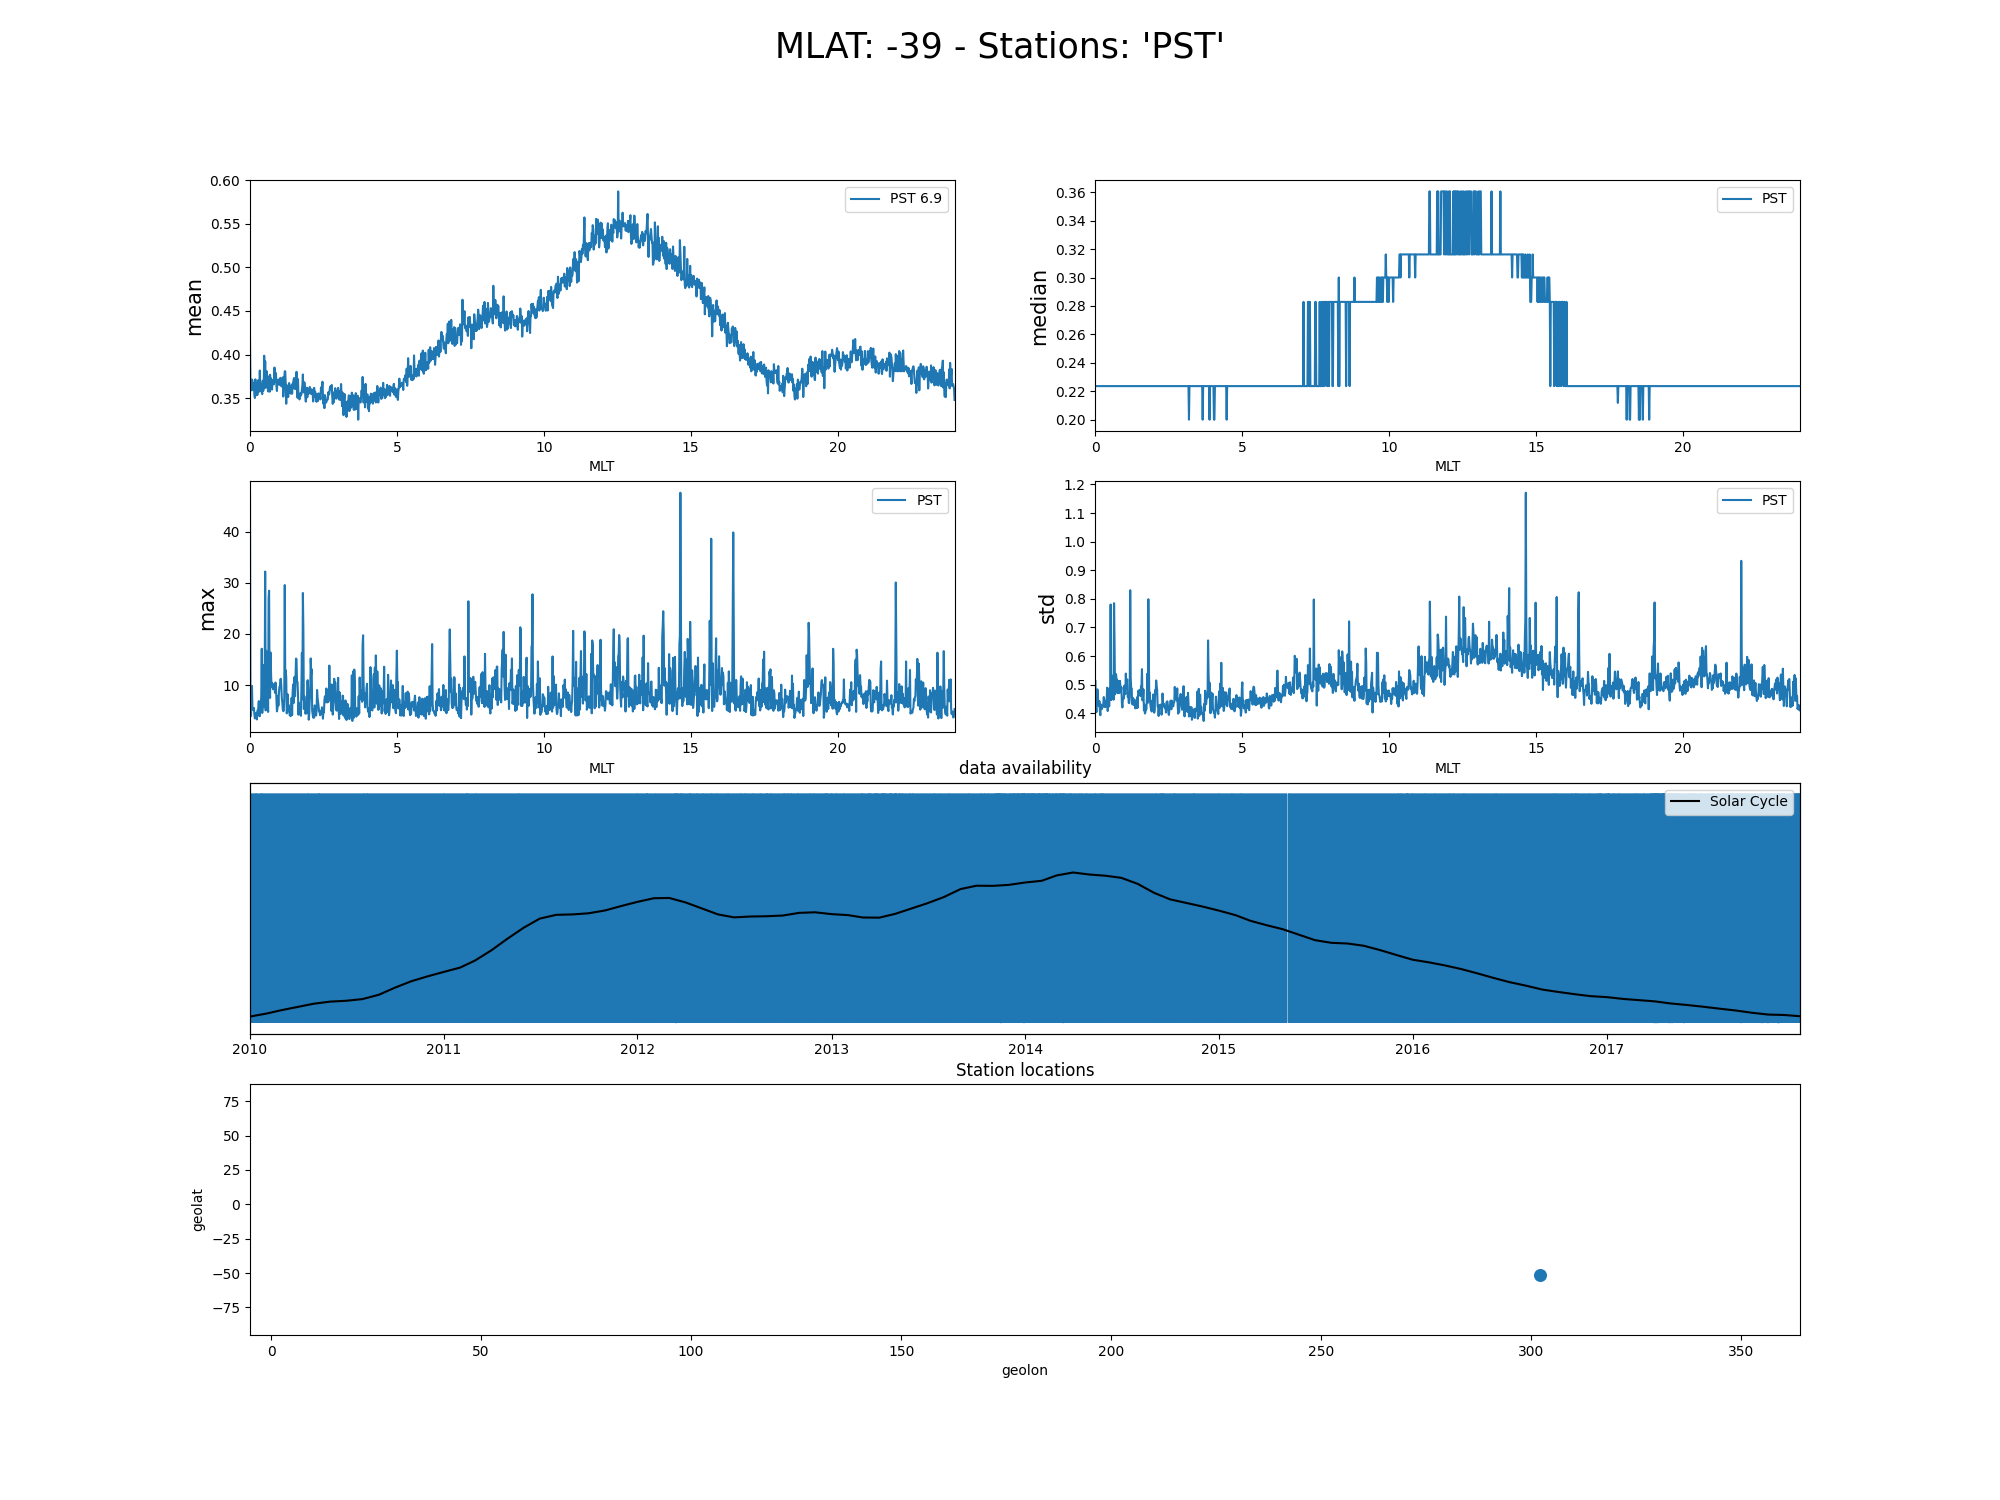 MLAT: -39 - Stations: 'PST'
0.60
0.55
0.50
0.45
0.40
0.35
mean
PST 6.9
0 5 10 15 20
MLT
0.36
0.34
0.32
0.30
0.28
0.26
0.24
0.22
0.20
median
PST
0 5 10 15 20
MLT
40
30
20
10
max
PST
0 5 10 15 20
MLT
1.2
1.1
1.0
0.9
0.8
0.7
0.6
0.5
0.4
std
PST
0 5 10 15 20
MLT
data availability
Solar Cycle
2010 2011 2012 2013 2014 2015 2016 2017
Station locations
75
50
25
0
−25
−50
−75
geolat
0 50 100 150 200 250 300 350
geolon